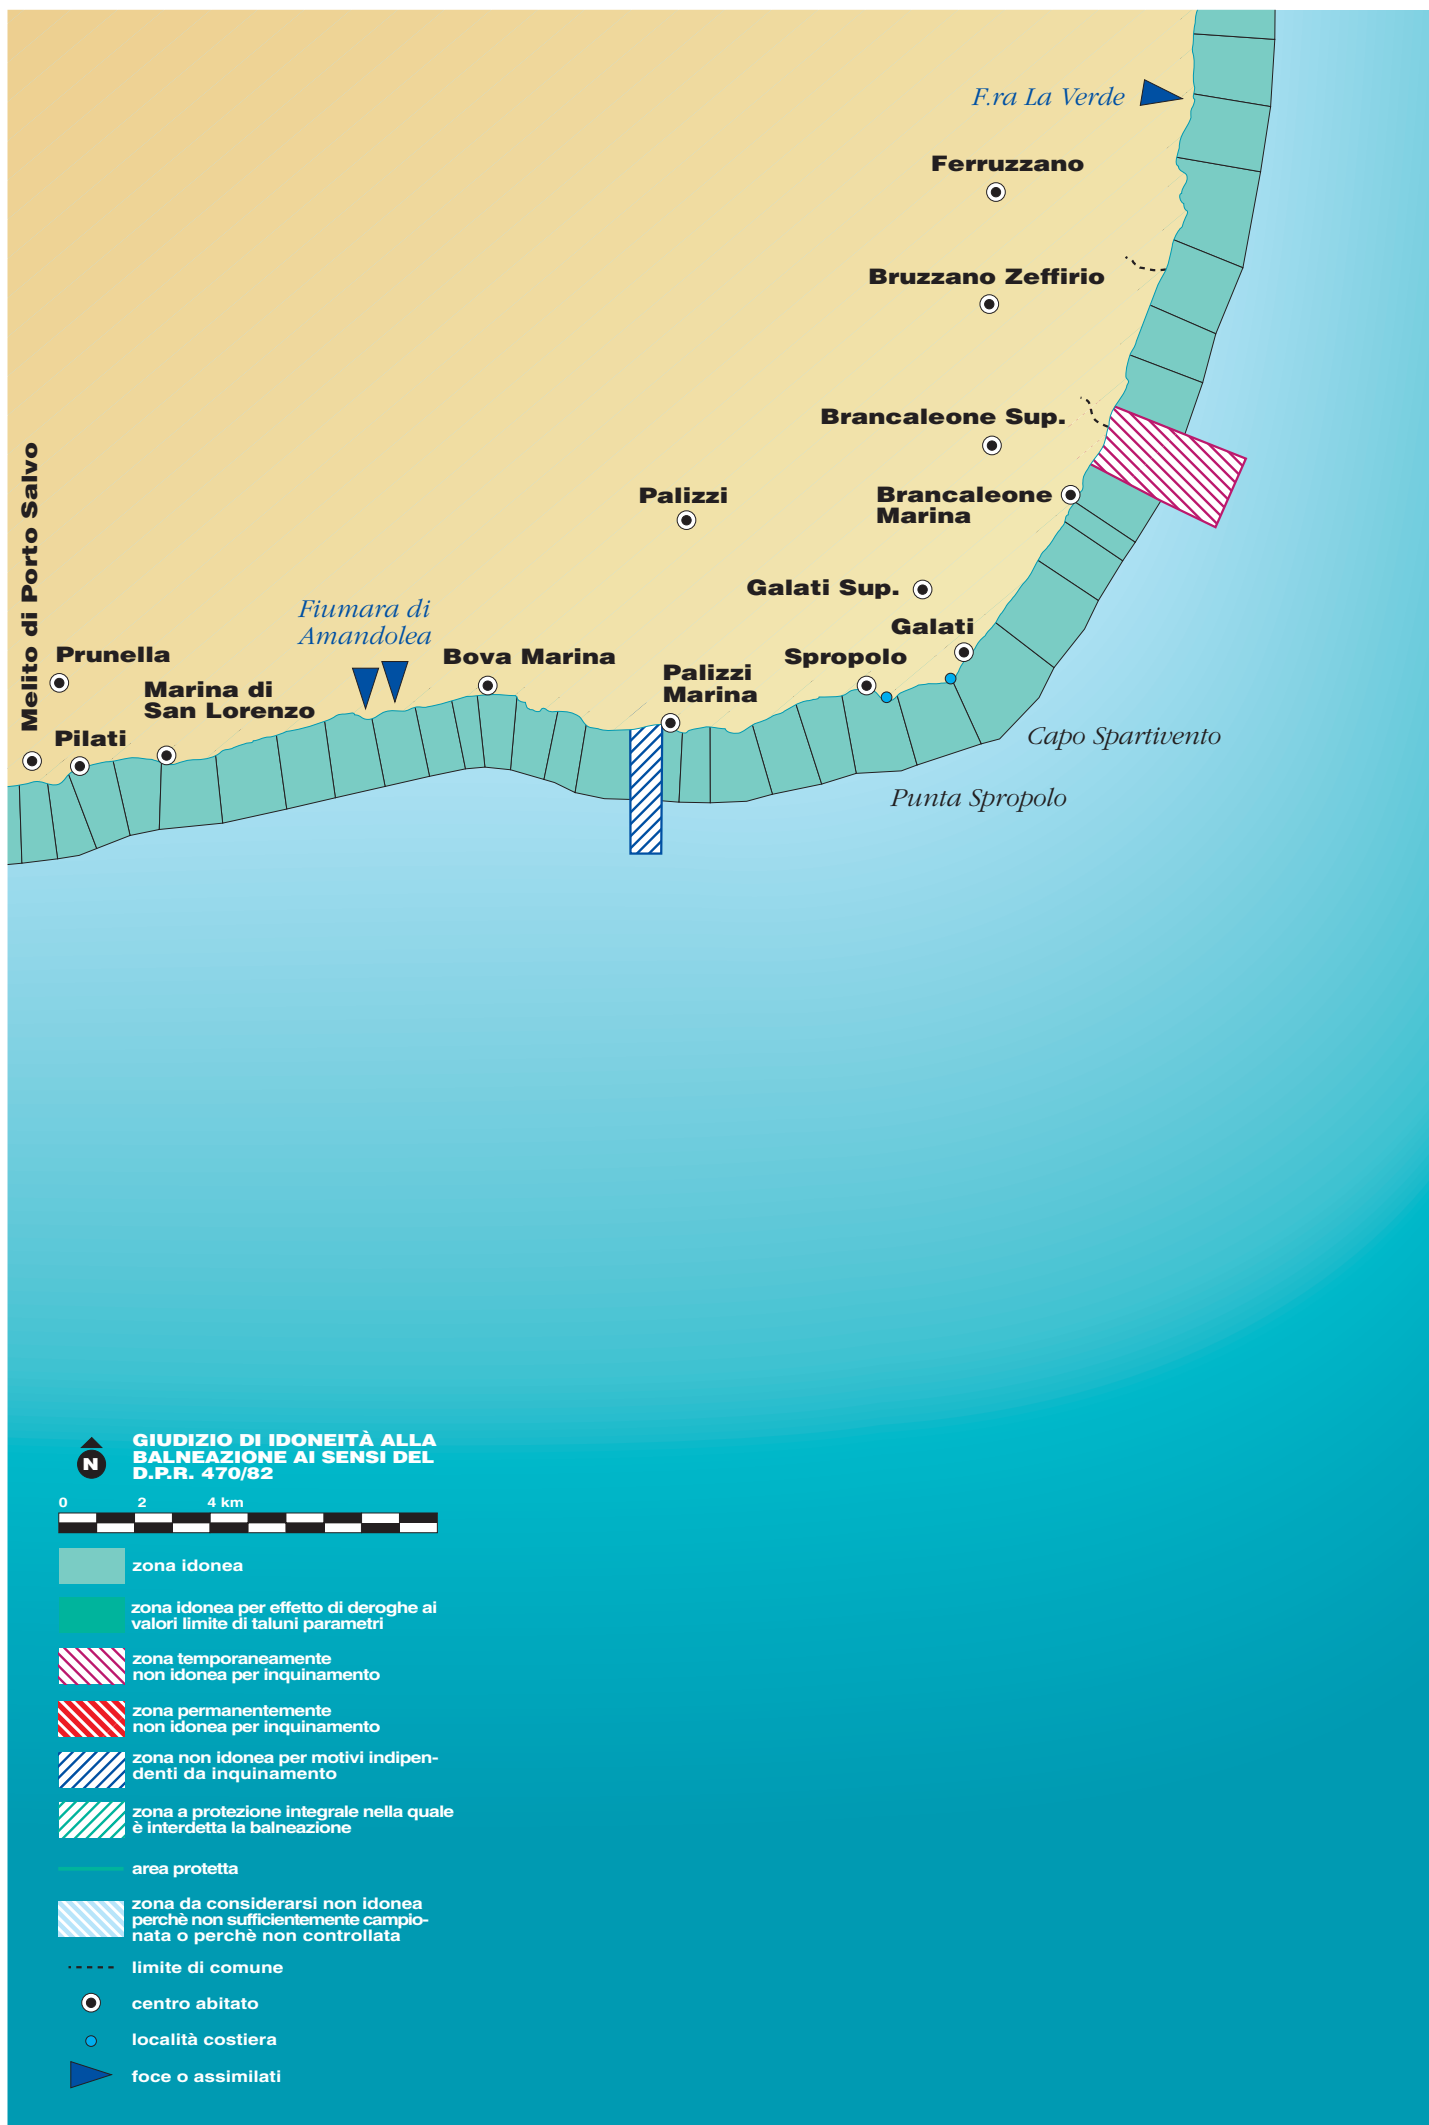 F.ra La Verde
Ferruzzano
Bruzzano Zeffirio
Brancaleone Sup.
Palizzi
Brancaleone
Marina
Melito di Porto Salvo
Galati Sup.
Fiumara di
Amandolea
Galati
Prunella
Bova Marina
Spropolo
Palizzi
Marina
Marina di
San Lorenzo
Pilati
Capo Spartivento
Punta Spropolo
N
GIUDIZIO DI IDONEITÀ ALLA
BALNEAZIONE AI SENSI DEL
D.P.R. 470/82
0 2 4 km
zona idonea
zona idonea per effetto di deroghe ai
valori limite di taluni parametri
zona temporaneamente
non idonea per inquinamento
zona permanentemente
non idonea per inquinamento
zona non idonea per motivi indipen-
denti da inquinamento
zona a protezione integrale nella quale
è interdetta la balneazione
area protetta
zona da considerarsi non idonea
perchè non sufficientemente campio-
nata o perchè non controllata
limite di comune
centro abitato
località costiera
foce o assimilati